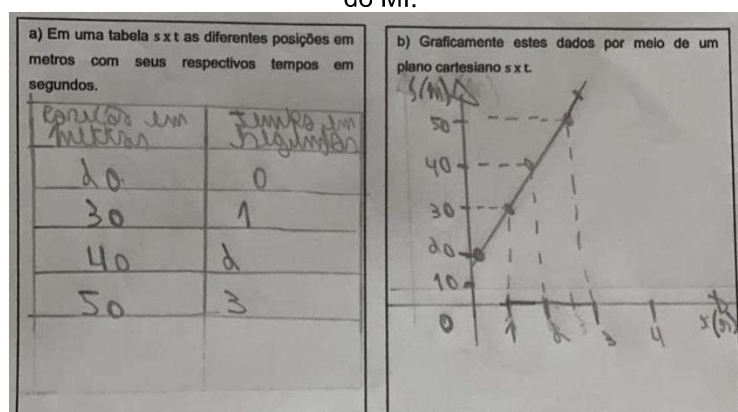 do MP.
a) Em uma tabela s x t as diferentes posições em
metros com seus respectivos tempos em
segundos.
em tempo em
metros segundos
20 0
30 1
40 2
50 3
b) Graficamente estes dados por meio de um
plano cartesiano s x t.
S(m)
50
40
30
20
10
0 1 2 3 4